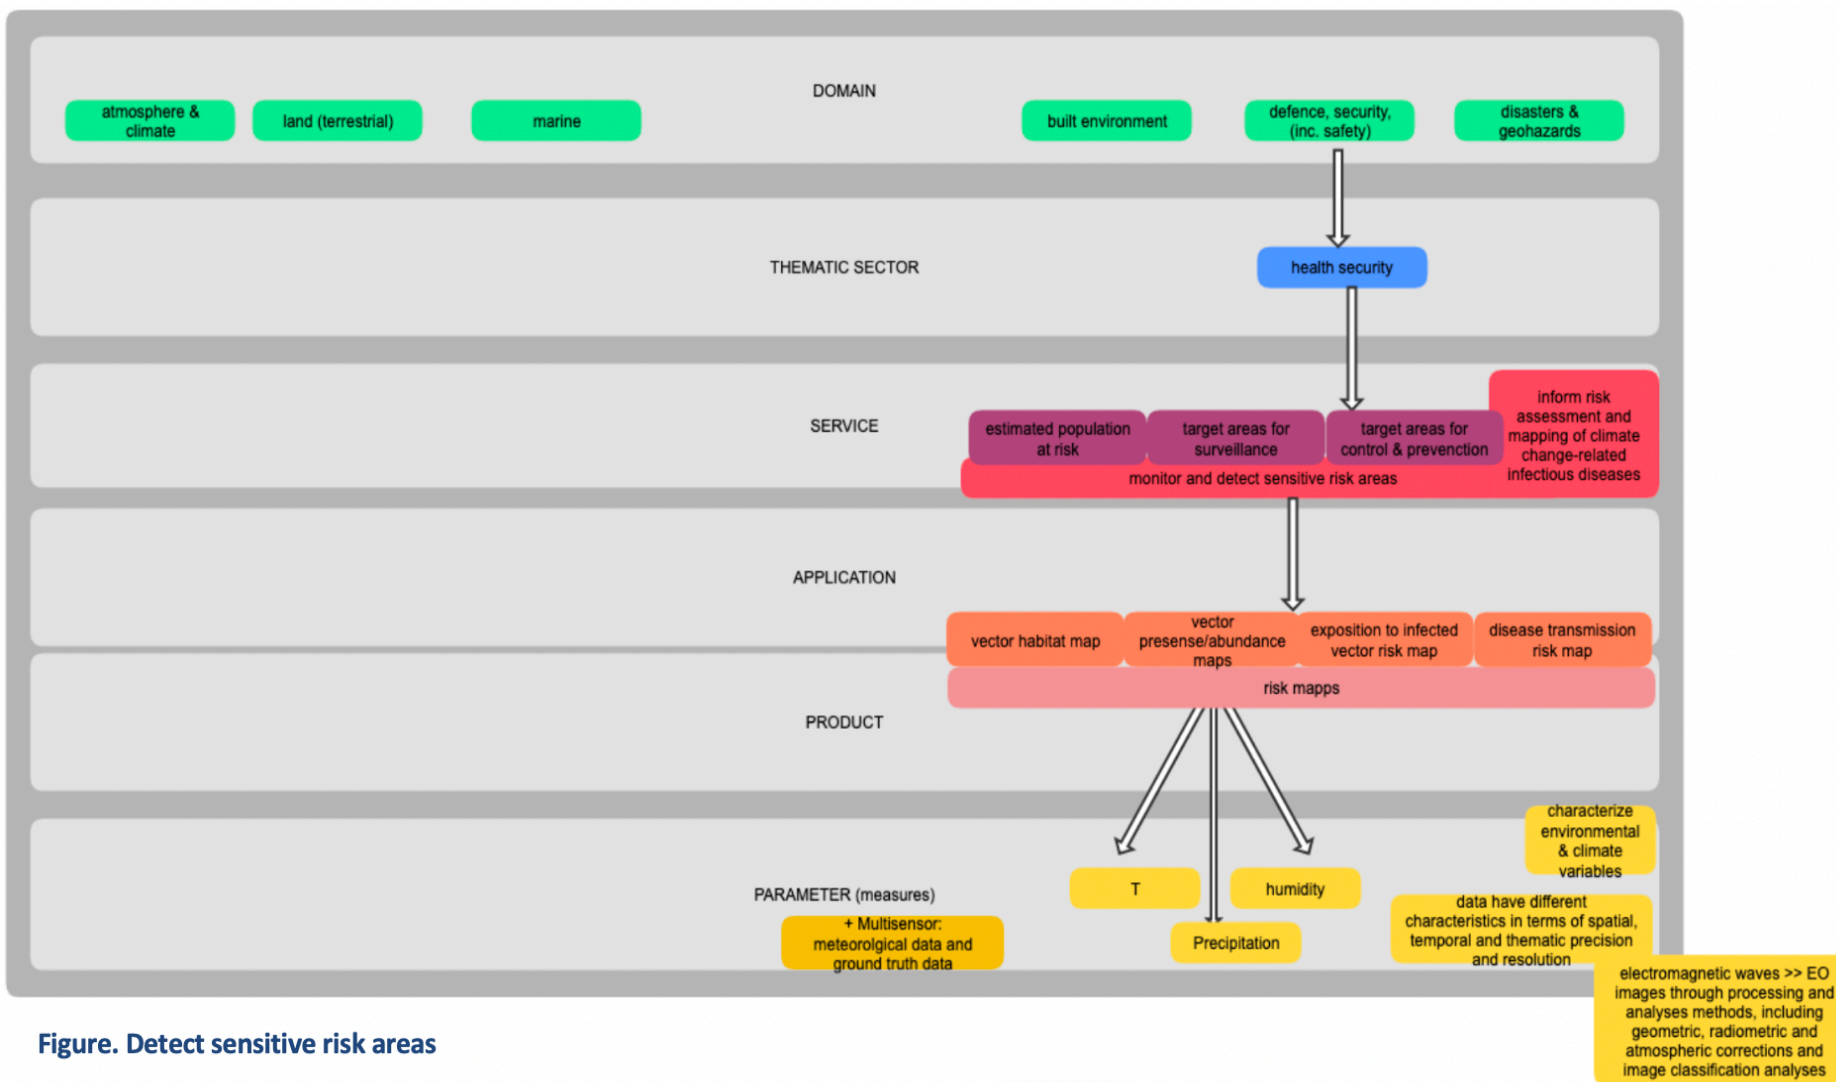 DOMAIN
atmosphere &
climate
land (terrestrial)
marine
built environment
defence, security,
(inc. safety)
disasters &
geohazards
THEMATIC SECTOR
health security
SERVICE
estimated population
at risk
target areas for
surveillance
target areas for
control & prevenction
inform risk
assessment and
mapping of climate
change-related
infectious diseases
monitor and detect sensitive risk areas
APPLICATION
vector habitat map
vector
presense/abundance
maps
exposition to infected
vector risk map
disease transmission
risk map
risk mapps
PRODUCT
characterize
environmental
& climate
variables
PARAMETER (measures)
T
humidity
+ Multisensor:
meteorolgical data and
ground truth data
Precipitation
data have different
characteristics in terms of spatial,
temporal and thematic precision
and resolution
electromagnetic waves >> EO
images through processing and
analyses methods, including
geometric, radiometric and
atmospheric corrections and
image classification analyses
Figure. Detect sensitive risk areas